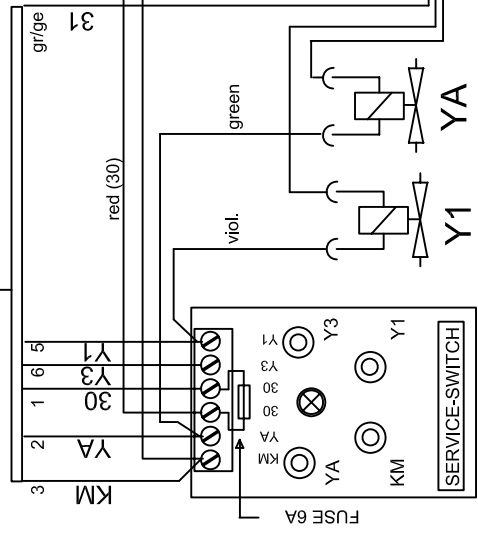 gr/ge
31
green
red (30)
viol.
YA
Y1
5
Y1
6
Y3
1
30
2
YA
3
KM
Y1
Y3
30
30
YA
KM
Y3
Y1
YA
KM
SERVICE-SWITCH
FUSE 6A